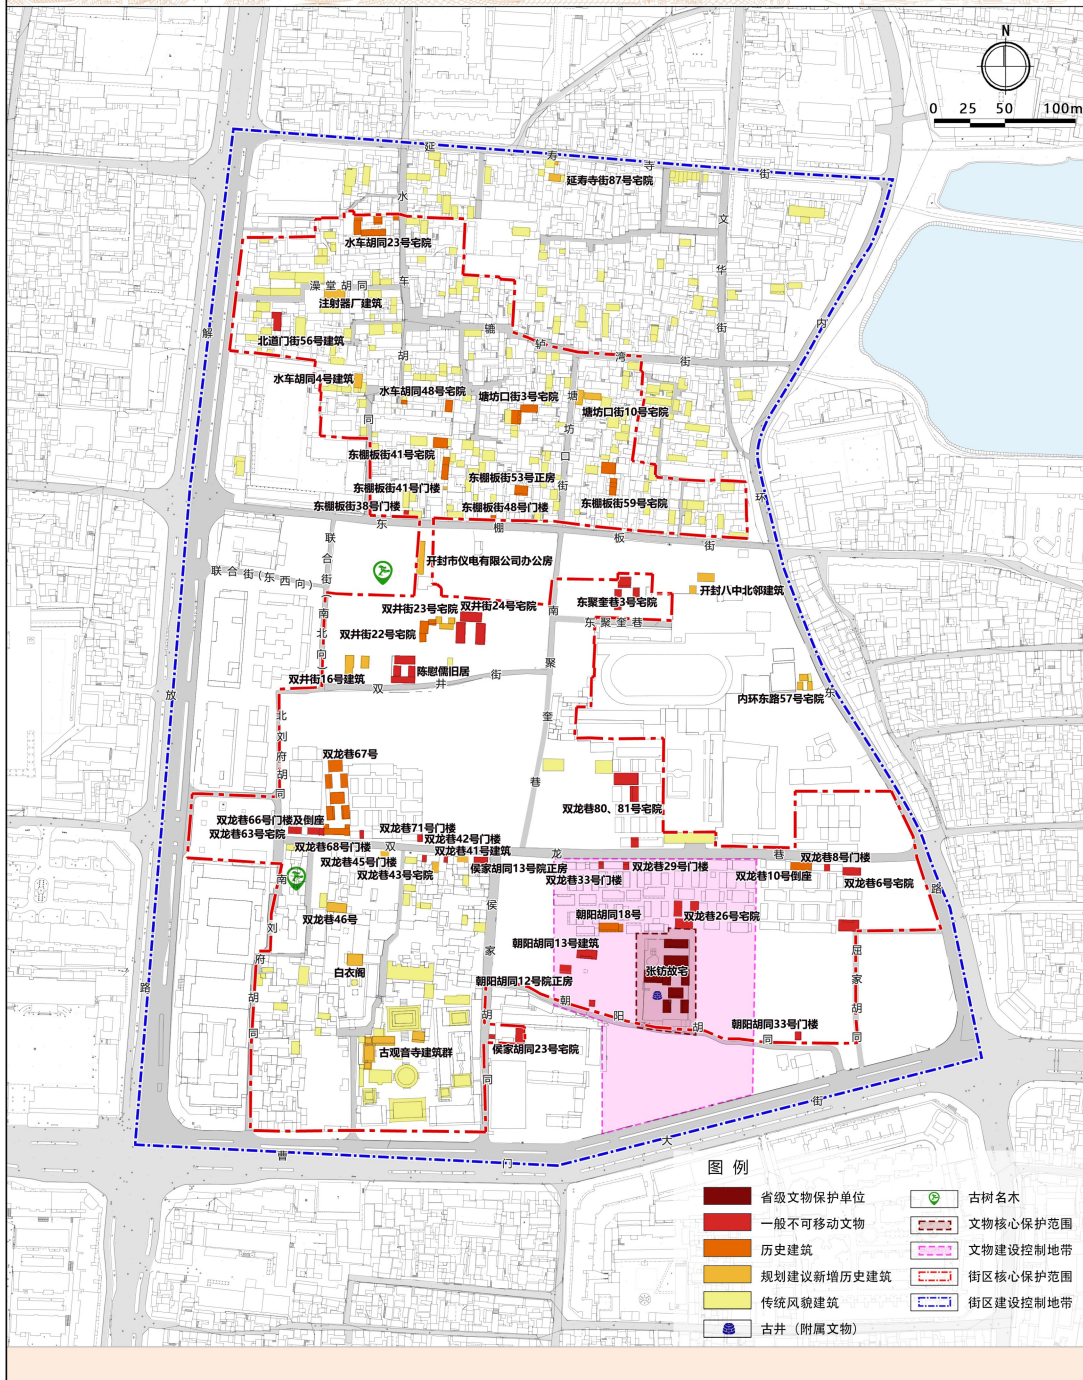 N
0 25 50 100m
延寿寺街
延寿寺街87号宅院
水车胡同
文华街
水车胡同23号宅院
澡堂胡同
注射器厂建筑
北道门街56号建筑
辘轳湾街
内环东路
解放路
水车胡同4号建筑
水车胡同48号宅院
塘坊口街3号宅院
塘坊口街
塘坊口街10号宅院
东棚板街41号宅院
东棚板街41号门楼
东棚板街53号正房
东棚板街38号门楼
东棚板街48号门楼
东棚板街59号宅院
东棚板街
联合街(南北向)
联合街(东西向)
开封市仪电有限公司办公房
开封八中北邻建筑
东聚奎巷3号宅院
东聚奎巷
双井街23号宅院
双井街24号宅院
双井街22号宅院
陈慰儒旧居
双井街16号建筑
双井街
南聚奎巷
内环东路57号宅院
北刘府胡同
双龙巷67号
双龙巷80、81号宅院
双龙巷66号门楼及倒座
双龙巷63号宅院
双龙巷71号门楼
双龙巷68号门楼
双龙巷42号门楼
双龙巷45号门楼
双龙巷41号建筑
双龙巷43号宅院
双龙巷
侯家胡同13号院正房
双龙巷33号门楼
双龙巷29号门楼
双龙巷8号门楼
双龙巷10号倒座
双龙巷6号宅院
南刘府胡同
双龙巷46号
朝阳胡同18号
双龙巷26号宅院
侯家胡同
朝阳胡同13号建筑
白衣阁
张钫故宅
朝阳胡同12号院正房
屈家胡同
朝阳胡同
朝阳胡同33号门楼
古观音寺建筑群
侯家胡同23号宅院
曹门大街
图 例
省级文物保护单位
一般不可移动文物
历史建筑
规划建议新增历史建筑
传统风貌建筑
古井（附属文物）
古树名木
文物核心保护范围
文物建设控制地带
街区核心保护范围
街区建设控制地带